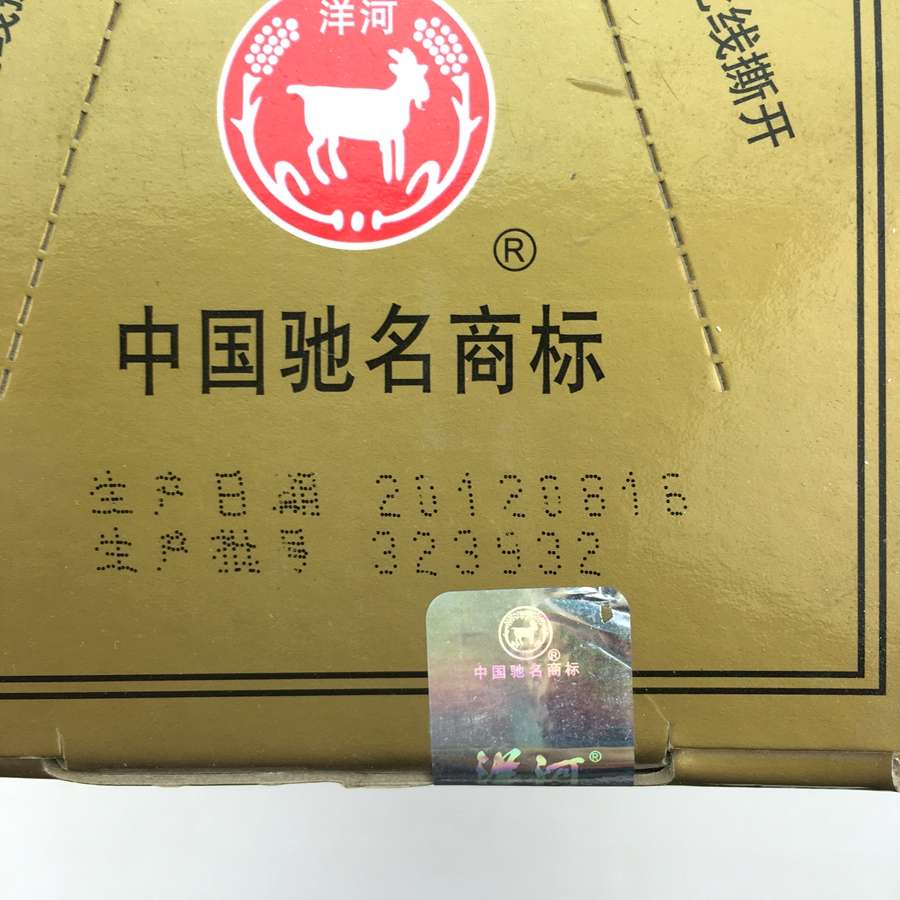 洋河
线撕开
®
中国驰名商标
生产日期 20120816
生产批号 323932
®
中国驰名商标
洋河®